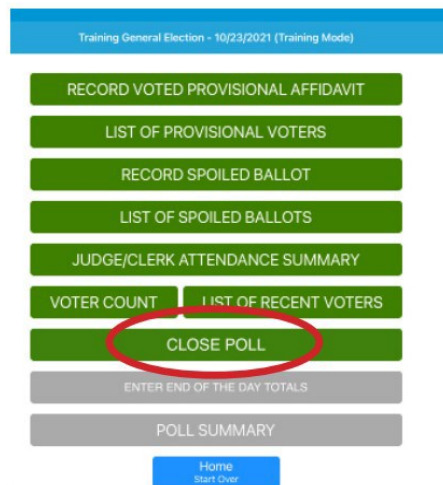 Training General Election - 10/23/2021 (Training Mode)
RECORD VOTED PROVISIONAL AFFIDAVIT
LIST OF PROVISIONAL VOTERS
RECORD SPOILED BALLOT
LIST OF SPOILED BALLOTS
JUDGE/CLERK ATTENDANCE SUMMARY
VOTER COUNT LIST OF RECENT VOTERS
CLOSE POLL
ENTER END OF THE DAY TOTALS
POLL SUMMARY
Home
Start Over